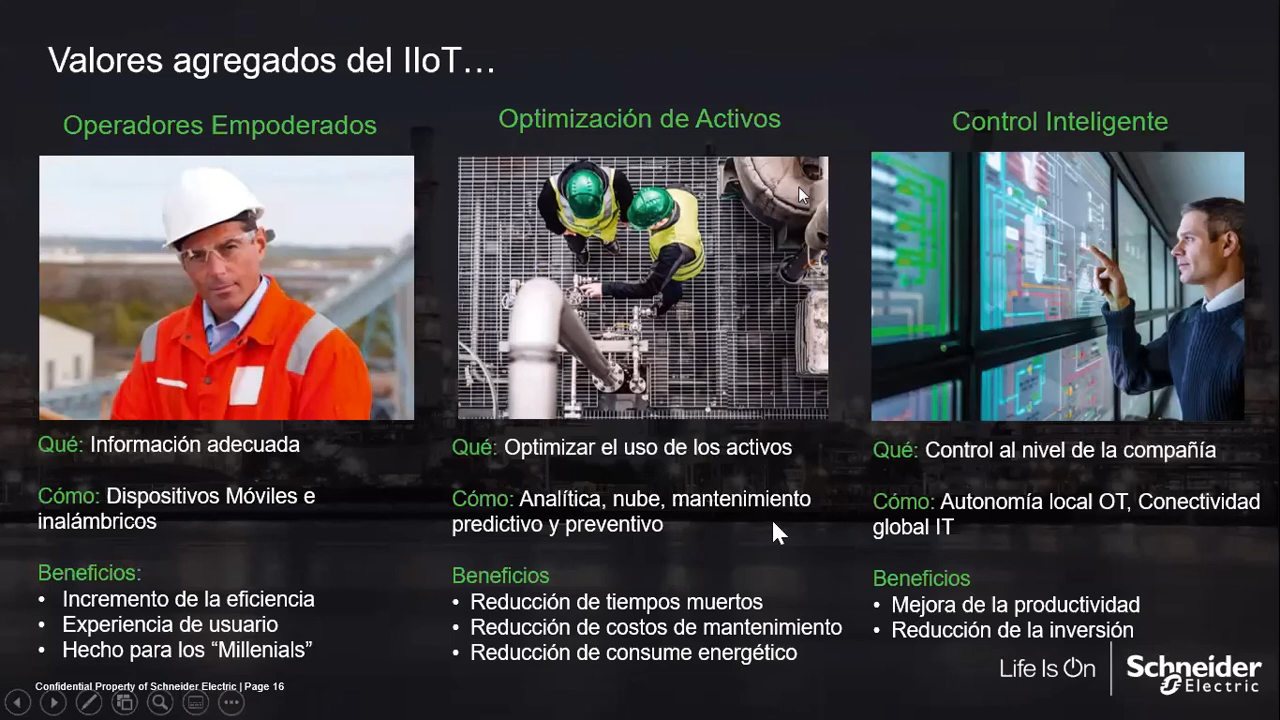 Valores agregados del IIoT…
Operadores Empoderados
Qué: Información adecuada
Cómo: Dispositivos Móviles e
inalámbricos
Beneficios:
• Incremento de la eficiencia
• Experiencia de usuario
• Hecho para los “Millenials”
Optimización de Activos
Qué: Optimizar el uso de los activos
Cómo: Analítica, nube, mantenimiento
predictivo y preventivo
Beneficios
• Reducción de tiempos muertos
• Reducción de costos de mantenimiento
• Reducción de consume energético
Control Inteligente
Qué: Control al nivel de la compañía
Cómo: Autonomía local OT, Conectividad
global IT
Beneficios
• Mejora de la productividad
• Reducción de la inversión
Life Is On
Schneider
Electric
Confidential Property of Schneider Electric | Page 16